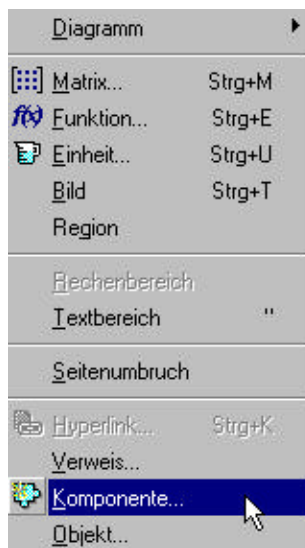 Diagramm
Matrix... Strg+M
f(x) Funktion... Strg+E
Einheit... Strg+U
Bild Strg+T
Region
Rechenbereich
Textbereich "
Seitenumbruch
Hyperlink... Strg+K
Verweis...
Komponente...
Objekt...